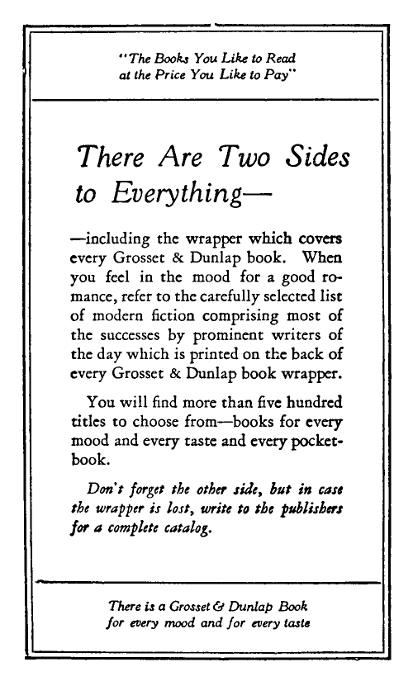 "The Books You Like to Read
at the Price You Like to Pay"
There Are Two Sides
to Everything—
—including the wrapper which covers
every Grosset & Dunlap book. When
you feel in the mood for a good ro-
mance, refer to the carefully selected list
of modern fiction comprising most of
the successes by prominent writers of
the day which is printed on the back of
every Grosset & Dunlap book wrapper.
You will find more than five hundred
titles to choose from—books for every
mood and every taste and every pocket-
book.
Don't forget the other side, but in case
the wrapper is lost, write to the publishers
for a complete catalog.
There is a Grosset & Dunlap Book
for every mood and for every taste